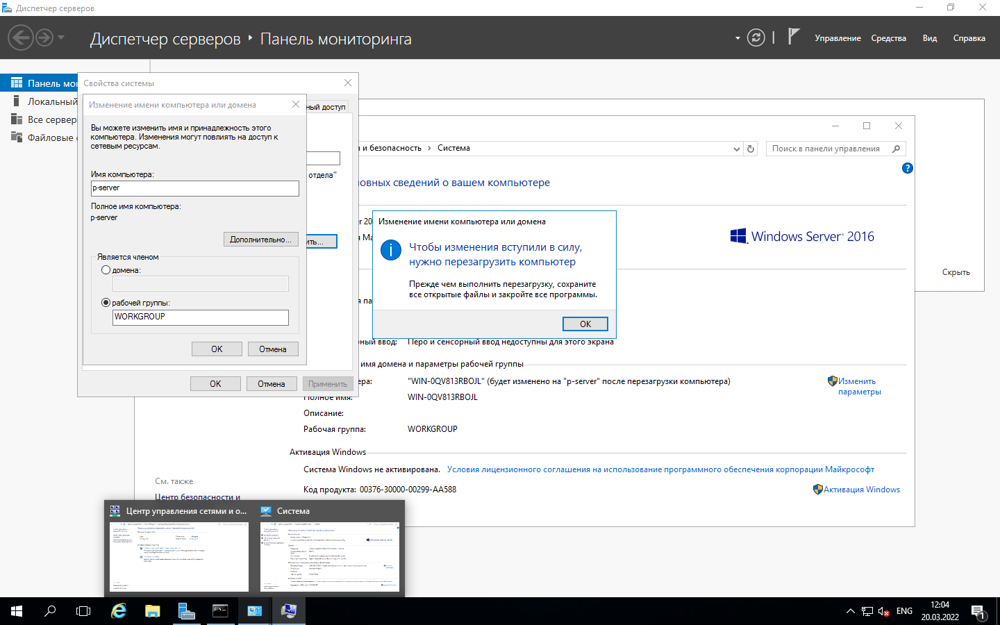 Диспетчер серверов
Диспетчер серверов ‣ Панель мониторинга
Управление
Средства
Вид
Справка
Панель мо
Локальный
Все сервер
Файловые
Свойства системы
ный доступ
отдела"
ить...
OK
Отмена
Применить
Изменение имени компьютера или домена
Вы можете изменить имя и принадлежность этого
компьютера. Изменения могут повлиять на доступ к
сетевым ресурсам.
Имя компьютера:
p-server
Полное имя компьютера:
p-server
Дополнительно...
Является членом
домена:
рабочей группы:
WORKGROUP
OK
Отмена
и безопасность › Система
Поиск в панели управления
?
овных сведений о вашем компьютере
er 20
Windows Server® 2016
Скрыть
Изменение имени компьютера или домена
Чтобы изменения вступили в силу,
нужно перезагрузить компьютер
Прежде чем выполнить перезагрузку, сохраните
все открытые файлы и закройте все программы.
OK
ный ввод: Перо и сенсорный ввод недоступны для этого экрана
имя домена и параметры рабочей группы
ера: "WIN-0QV813RBOJL" (будет изменено на "p-server" после перезагрузки компьютера)
Изменить
параметры
Полное имя: WIN-0QV813RBOJL
Описание:
Рабочая группа: WORKGROUP
Активация Windows
Система Windows не активирована. Условия лицензионного соглашения на использование программного обеспечения корпорации Майкрософт
Код продукта: 00376-30000-00299-AA588
Активация Windows
См. также
Центр безопасности и
Центр управления сетями и о...
Система
ENG
12:04
20.03.2022
1